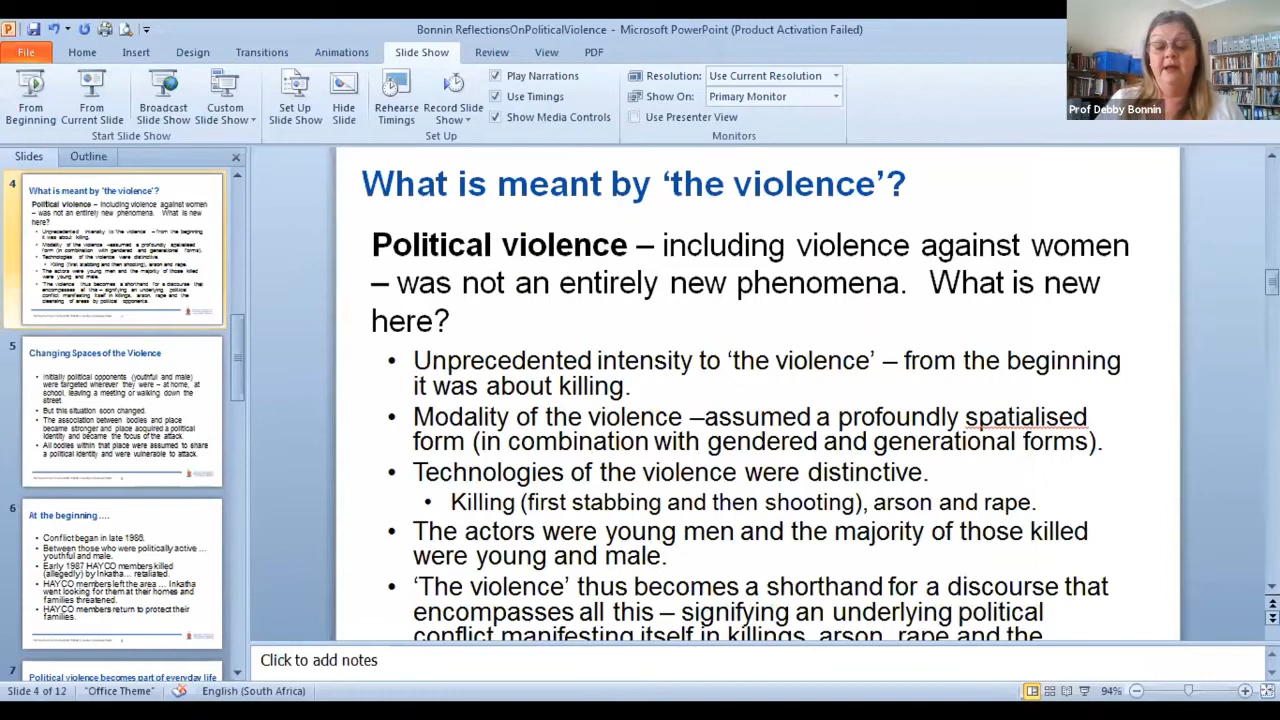 Bonnin ReflectionsOnPoliticalViolence - Microsoft PowerPoint (Product Activation Failed)
File Home Insert Design Transitions Animations Slide Show Review View PDF
From Beginning
From Current Slide
Broadcast Slide Show
Custom Slide Show
Start Slide Show
Set Up Slide Show
Hide Slide
Rehearse Timings
Record Slide Show
Play Narrations
Use Timings
Show Media Controls
Set Up
Resolution: Use Current Resolution
Show On: Primary Monitor
Use Presenter View
Monitors
Prof Debby Bonnin
Slides Outline
4
What is meant by 'the violence'?
Political violence – including violence against women
– was not an entirely new phenomena. What is new
here?
• Unprecedented intensity to 'the violence' – from the beginning
it was about killing.
• Modality of the violence –assumed a profoundly spatialised
form (in combination with gendered and generational forms).
• Technologies of the violence were distinctive.
• Killing (first stabbing and then shooting), arson and rape.
• The actors were young men and the majority of those killed
were young and male.
• 'The violence' thus becomes a shorthand for a discourse that
encompasses all this – signifying an underlying political
conflict manifesting itself in killings, arson, rape and the
cleansing of areas by political opponents.
5
Changing Spaces of the Violence
• Initially political opponents (youthful and male)
were targeted wherever they were – at home, at
school, leaving a meeting or walking down the
street.
• But this situation soon changed.
• The association between bodies and place
became stronger and place acquired a political
identity and became the focus of the attack.
• All bodies within that place were assumed to share
a political identity and were vulnerable to attack.
6
At the beginning ....
• Conflict began in late 1986.
• Between those who were politically active ...
youthful and male.
• Early 1987 HAYCO members killed
(allegedly) by Inkatha... retaliated.
• HAYCO members left the area ... Inkatha
went looking for them at their homes and
families threatened.
• HAYCO members return to protect their
families.
7
Political violence becomes part of everyday life
What is meant by 'the violence'?
Political violence – including violence against women
– was not an entirely new phenomena. What is new
here?
• Unprecedented intensity to 'the violence' – from the beginning
it was about killing.
• Modality of the violence –assumed a profoundly spatialised
form (in combination with gendered and generational forms).
• Technologies of the violence were distinctive.
• Killing (first stabbing and then shooting), arson and rape.
• The actors were young men and the majority of those killed
were young and male.
• 'The violence' thus becomes a shorthand for a discourse that
encompasses all this – signifying an underlying political
conflict manifesting itself in killings, arson, rape and the
Click to add notes
Slide 4 of 12 "Office Theme" English (South Africa) 94%